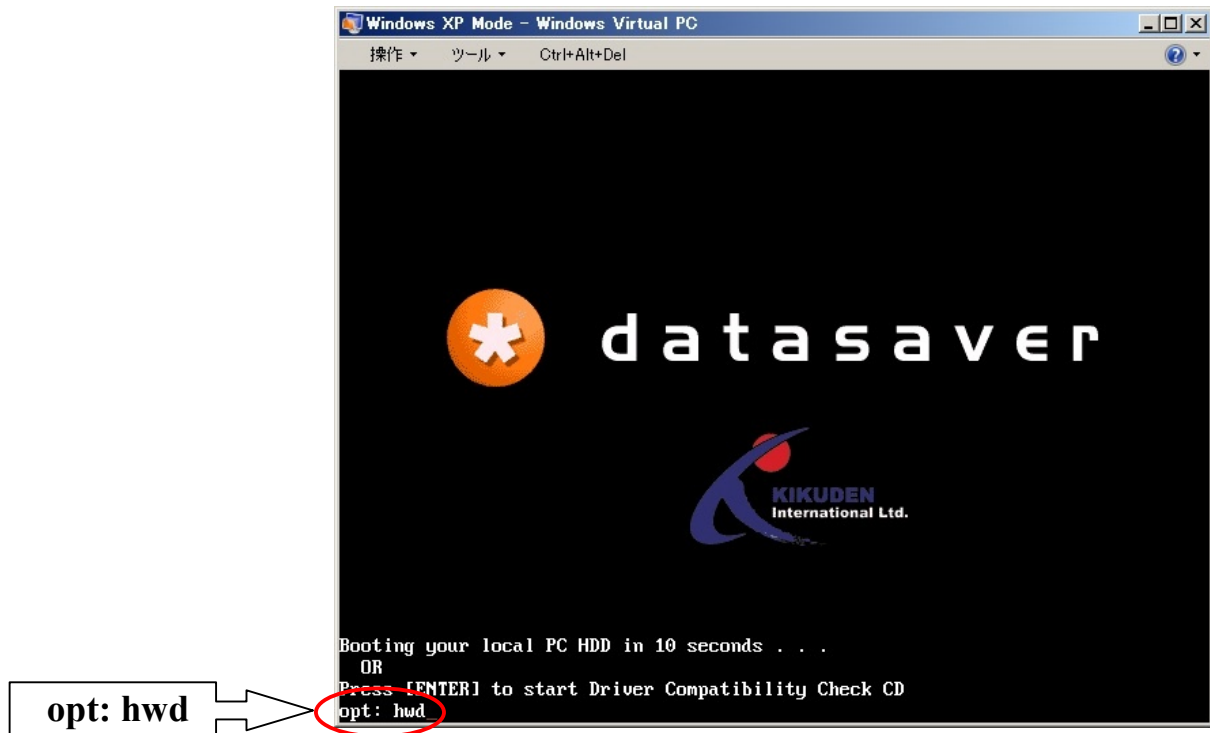 Windows XP Mode - Windows Virtual PC
操作 ツール Ctrl+Alt+Del
datasaver
KIKUDEN
International Ltd.
Booting your local PC HDD in 10 seconds . . .
OR
Press [ENTER] to start Driver Compatibility Check CD
opt: hwd_
opt: hwd